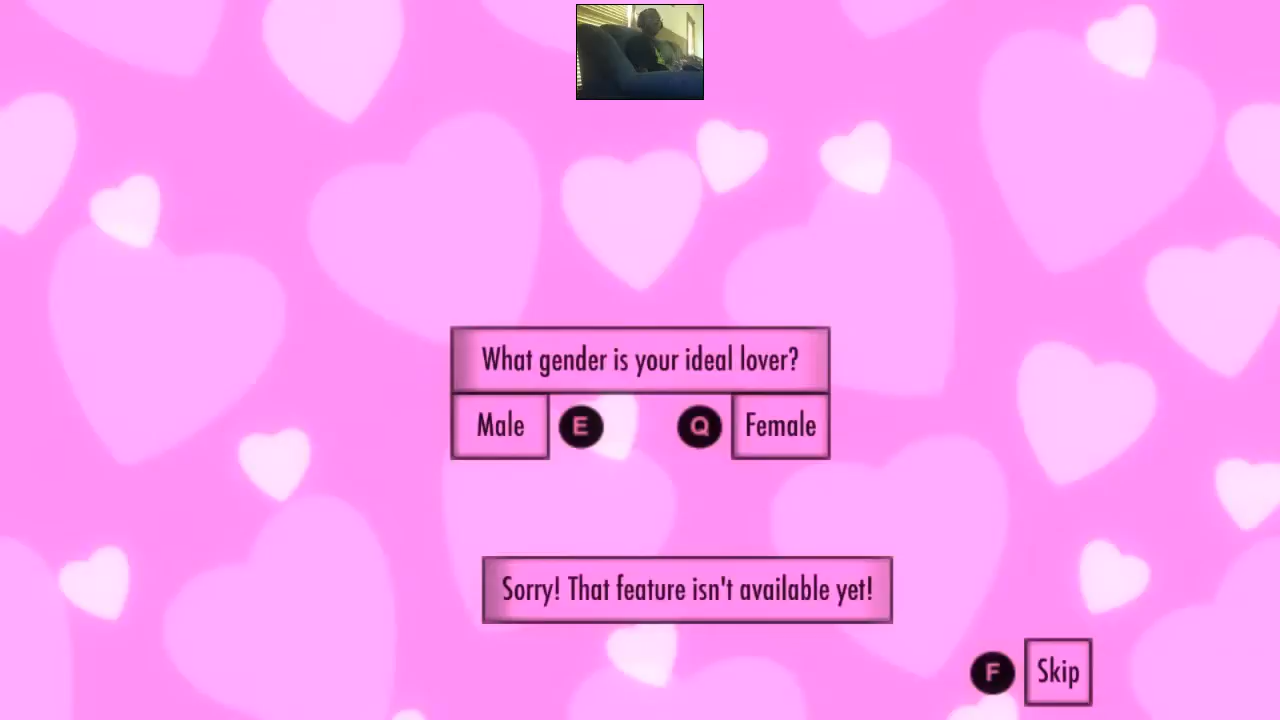 What gender is your ideal lover?
Male E Q Female
Sorry! That feature isn't available yet!
F Skip